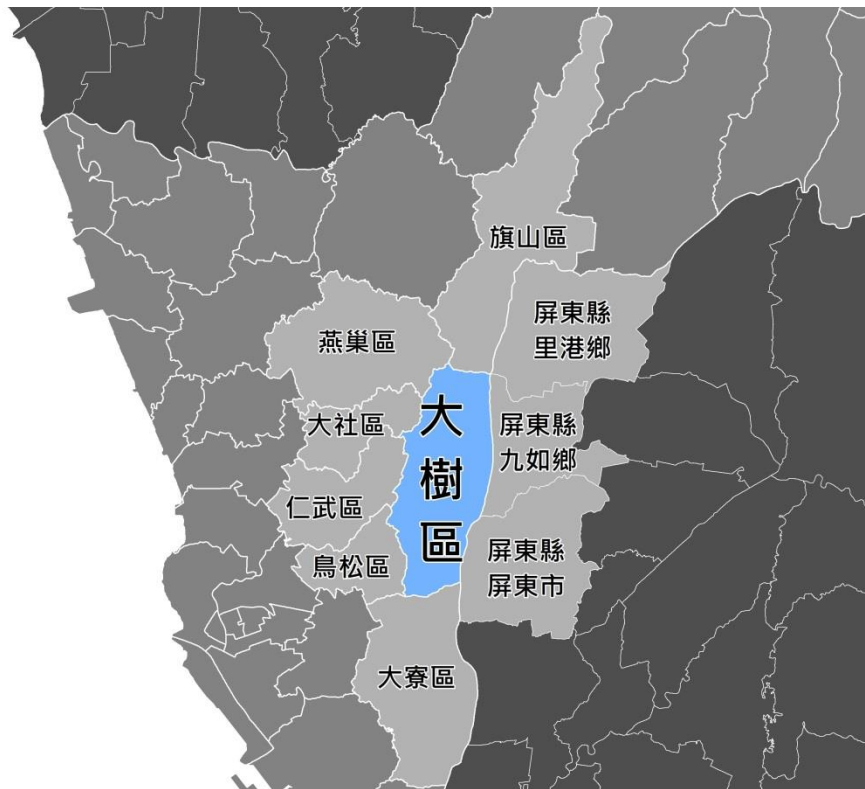 旗山區
屏東縣
里港鄉
燕巢區
大樹區
大社區
屏東縣
九如鄉
仁武區
鳥松區
屏東縣
屏東市
大寮區